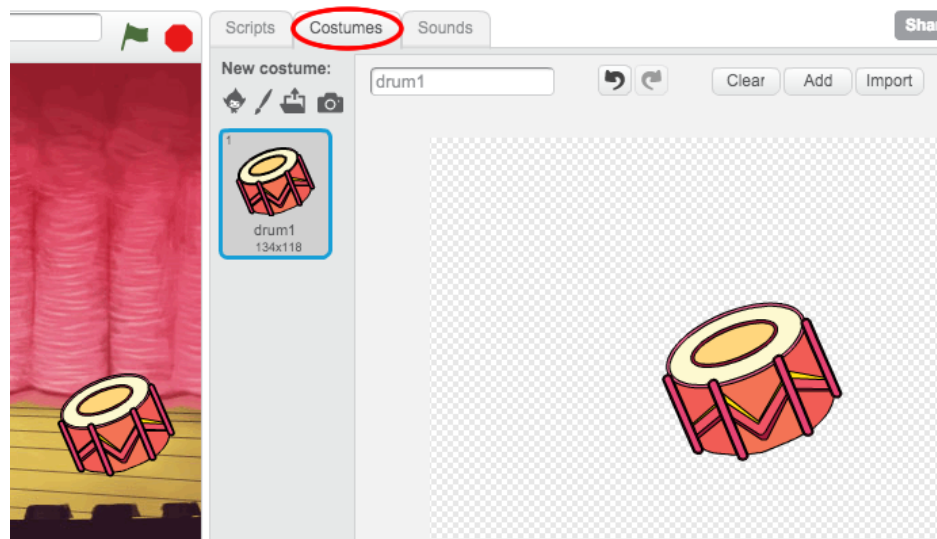 Scripts Costumes Sounds
Shar
New costume:
drum1
Clear Add Import
1
drum1
134x118